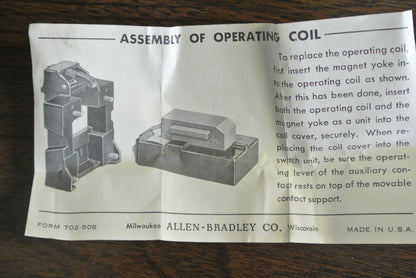 ASSEMBLY OF OPERATING COIL
To replace the operating coil,
first insert the magnet yoke in-
to the operating coil as shown.
After this has been done, insert
both the operating coil and the
magnet yoke as a unit into the
coil cover, securely. When re-
placing the coil cover into the
switch unit, be sure the operat-
ing lever of the auxiliary con-
tact rests on top of the movable
contact support.
FORM 702-50B Milwaukee ALLEN-BRADLEY CO. Wisconsin MADE IN U.S.A.